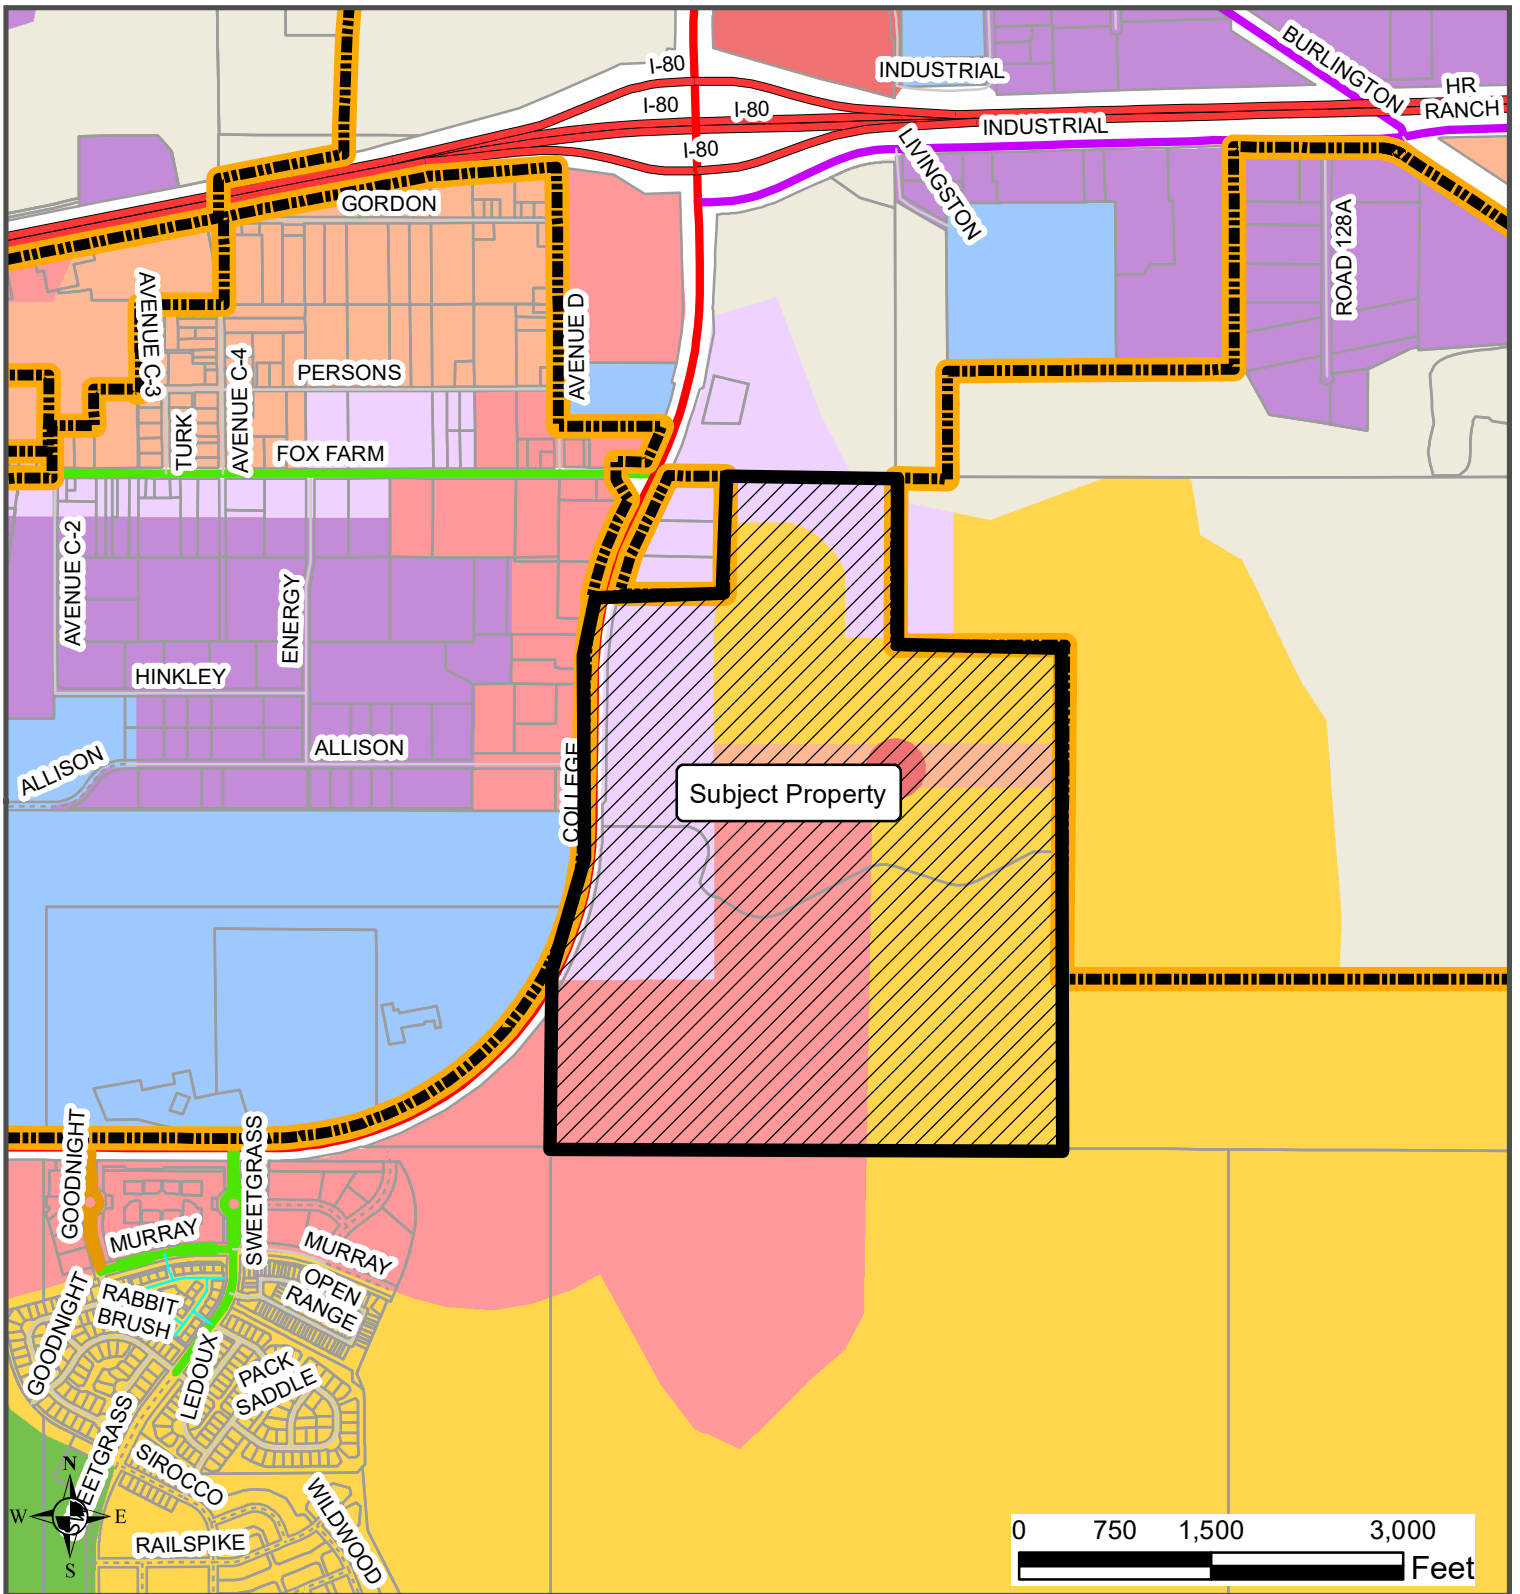 BURLINGTON
I-80
INDUSTRIAL
HR
RANCH
I-80
I-80
INDUSTRIAL
I-80
LIVINGSTON
GORDON
ROAD 128A
AVENUE C-3
AVENUE D
AVENUE C-4
PERSONS
TURK
FOX FARM
AVENUE C-2
ENERGY
HINKLEY
ALLISON
ALLISON
COLLEGE
Subject Property
GOODNIGHT
SWEETGRASS
MURRAY
MURRAY
OPEN
RANGE
RABBIT
BRUSH
GOODNIGHT
LEDOUX
PACK
SADDLE
SWEETGRASS
SIROCCO
WILDWOOD
RAILSPIKE
N
W
E
S
0 750 1,500 3,000
Feet